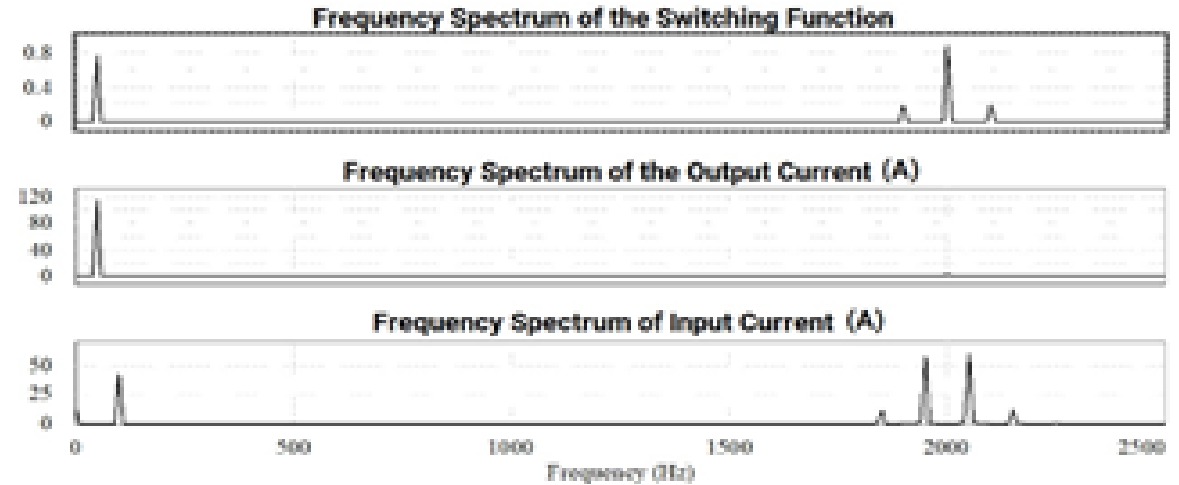 Frequency Spectrum of the Switching Function
0.8
0.4
0
Frequency Spectrum of the Output Current (A)
120
80
40
0
Frequency Spectrum of Input Current (A)
50
25
0
0 500 1000 1500 2000 2500
Frequency (Hz)